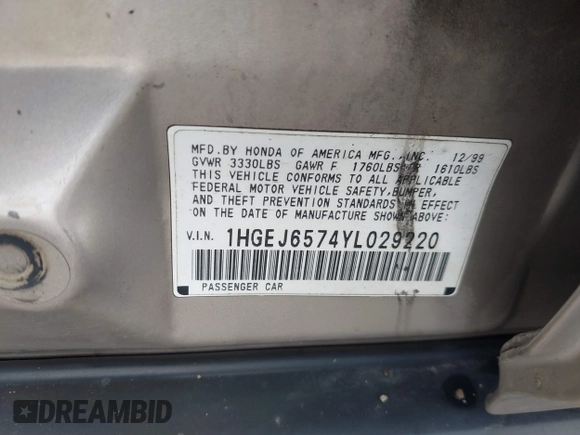 MFD. BY HONDA OF AMERICA MFG., INC. 12/99
GVWR 3330LBS GAWR F 1760LBS R 1610LBS
THIS VEHICLE CONFORMS TO ALL APPLICABLE
FEDERAL MOTOR VEHICLE SAFETY, BUMPER,
AND THEFT PREVENTION STANDARDS IN EFFECT
ON THE DATE OF MANUFACTURE SHOWN ABOVE.
V.I.N. 1HGEJ6574YL029220
PASSENGER CAR
DREAMBID